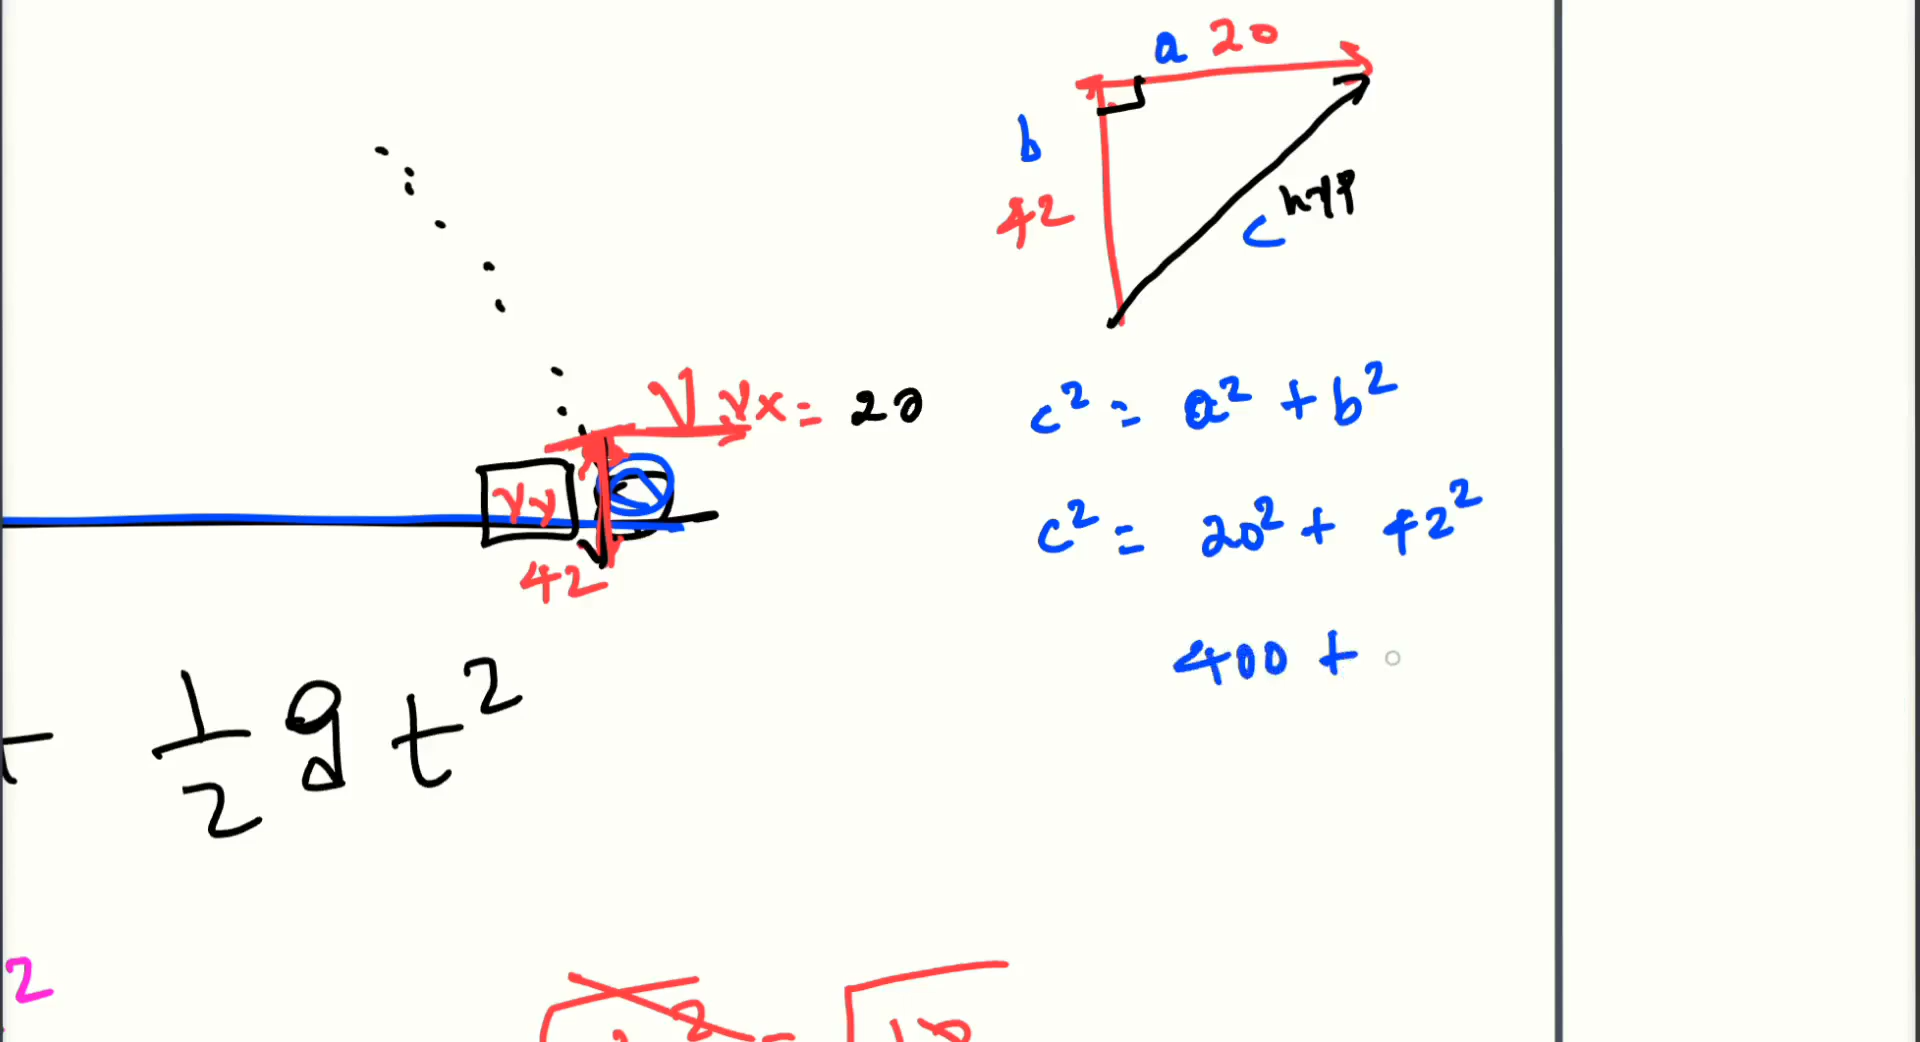 a 20
b
42
c hyp
Vx = 20
c² = a² + b²
Vy
c² = 20² + 42²
42
400 +
1/2 g t²
2